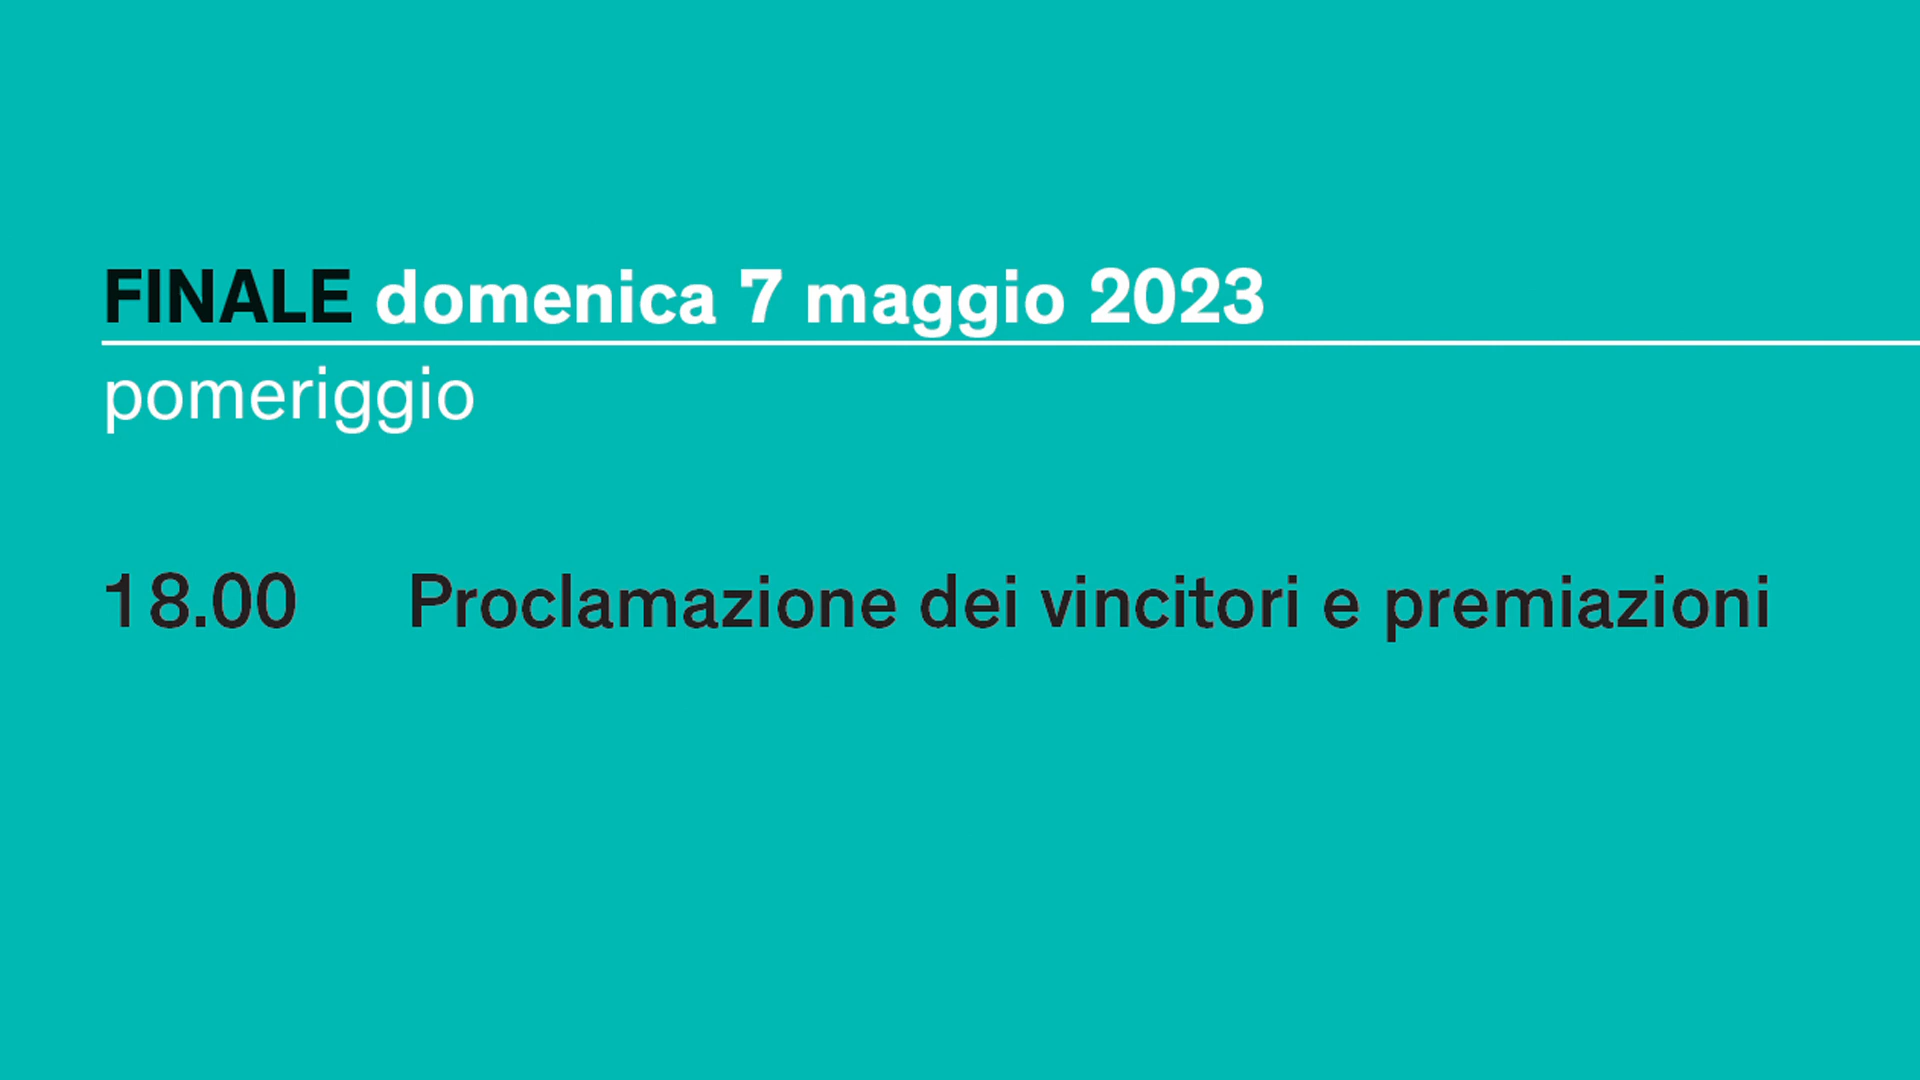 FINALE domenica 7 maggio 2023
pomeriggio
18.00 Proclamazione dei vincitori e premiazioni